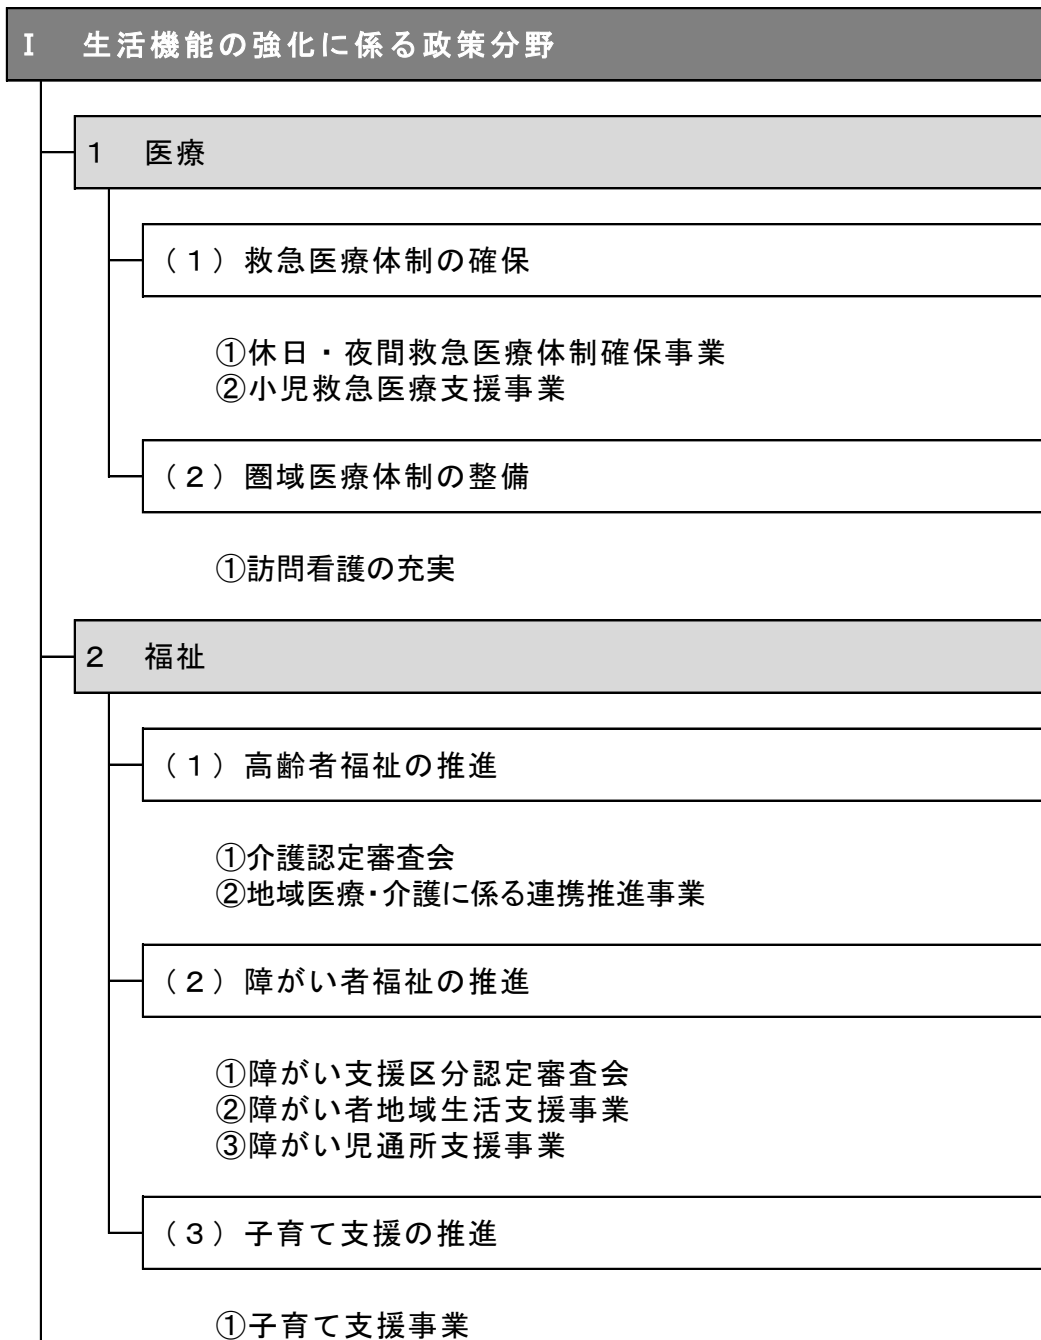 Ⅰ　生活機能の強化に係る政策分野
１　医療
（１）救急医療体制の確保
①休日・夜間救急医療体制確保事業
②小児救急医療支援事業
（２）圏域医療体制の整備
①訪問看護の充実
２　福祉
（１）高齢者福祉の推進
①介護認定審査会
②地域医療・介護に係る連携推進事業
（２）障がい者福祉の推進
①障がい支援区分認定審査会
②障がい者地域生活支援事業
③障がい児通所支援事業
（３）子育て支援の推進
①子育て支援事業